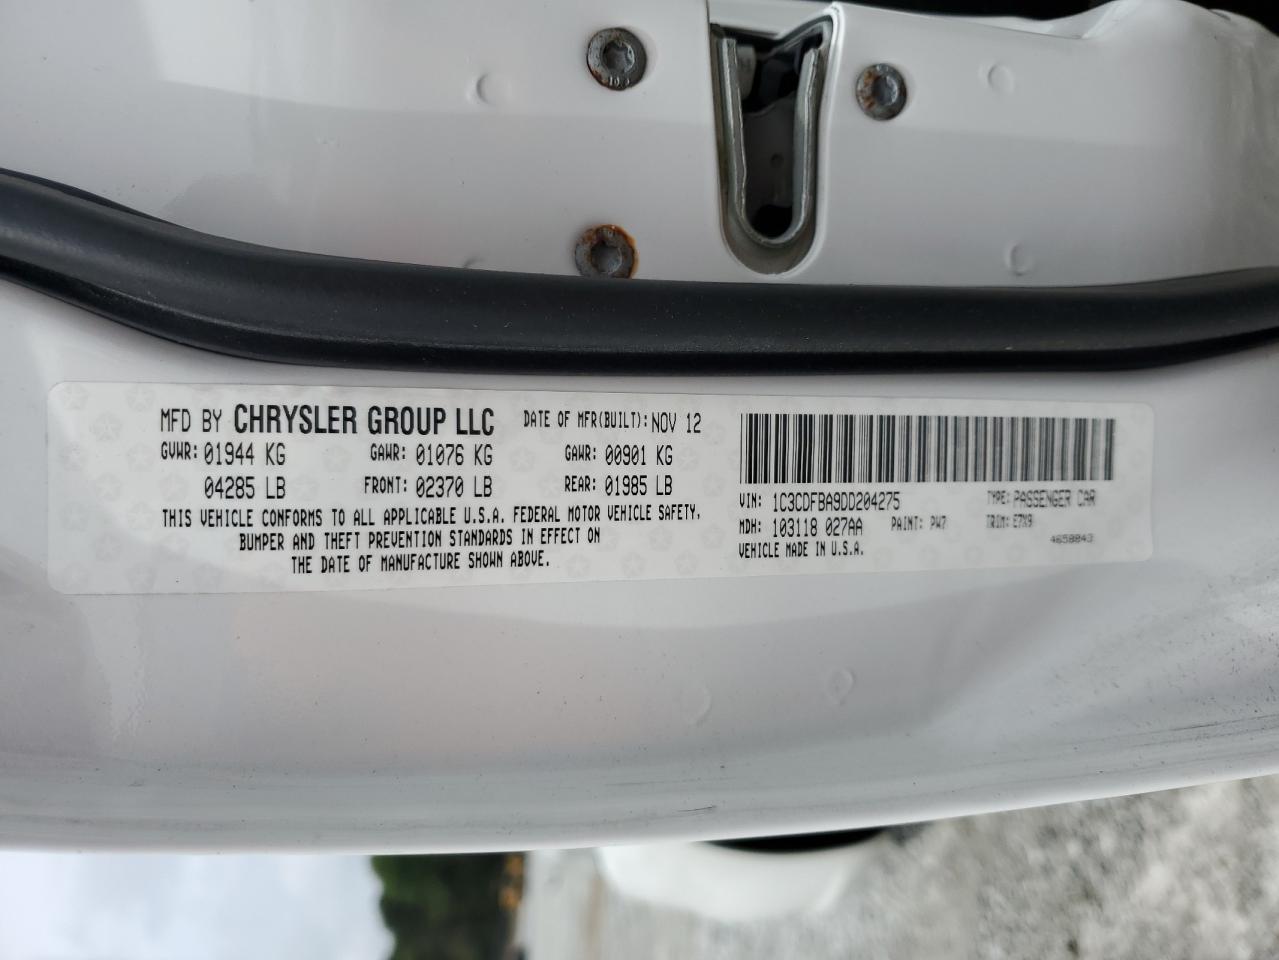 MFD BY CHRYSLER GROUP LLC DATE OF MFR(BUILT): NOV 12
GVWR: 01944 KG GAWR: 01076 KG GAWR: 00901 KG
04285 LB FRONT: 02370 LB REAR: 01985 LB
THIS VEHICLE CONFORMS TO ALL APPLICABLE U.S.A. FEDERAL MOTOR VEHICLE SAFETY,
BUMPER AND THEFT PREVENTION STANDARDS IN EFFECT ON
THE DATE OF MANUFACTURE SHOWN ABOVE.
VIN: 1C3CDFBA9DD204275 TYPE: PASSENGER CAR
MDH: 103118 027AA PAINT: PW7 TRIM: E7X9
4658843
VEHICLE MADE IN U.S.A.